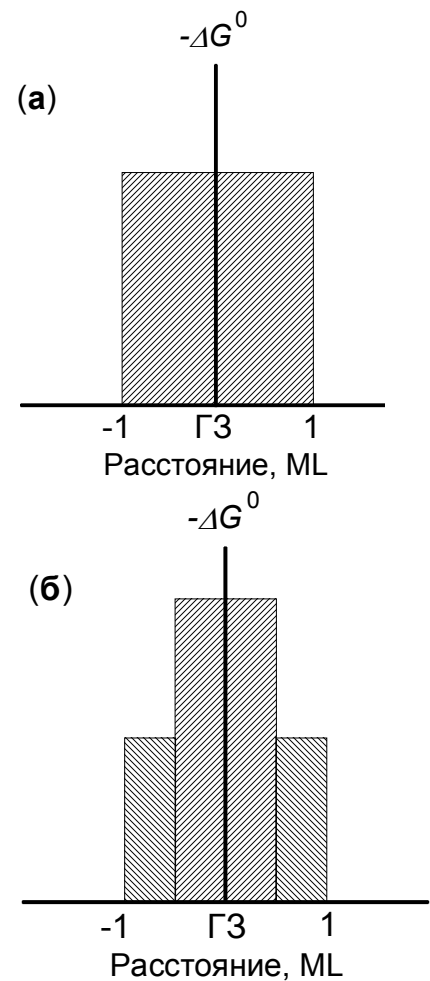 -ΔG⁰
(а)
-1 ГЗ 1
Расстояние, ML
-ΔG⁰
(б)
-1 ГЗ 1
Расстояние, ML